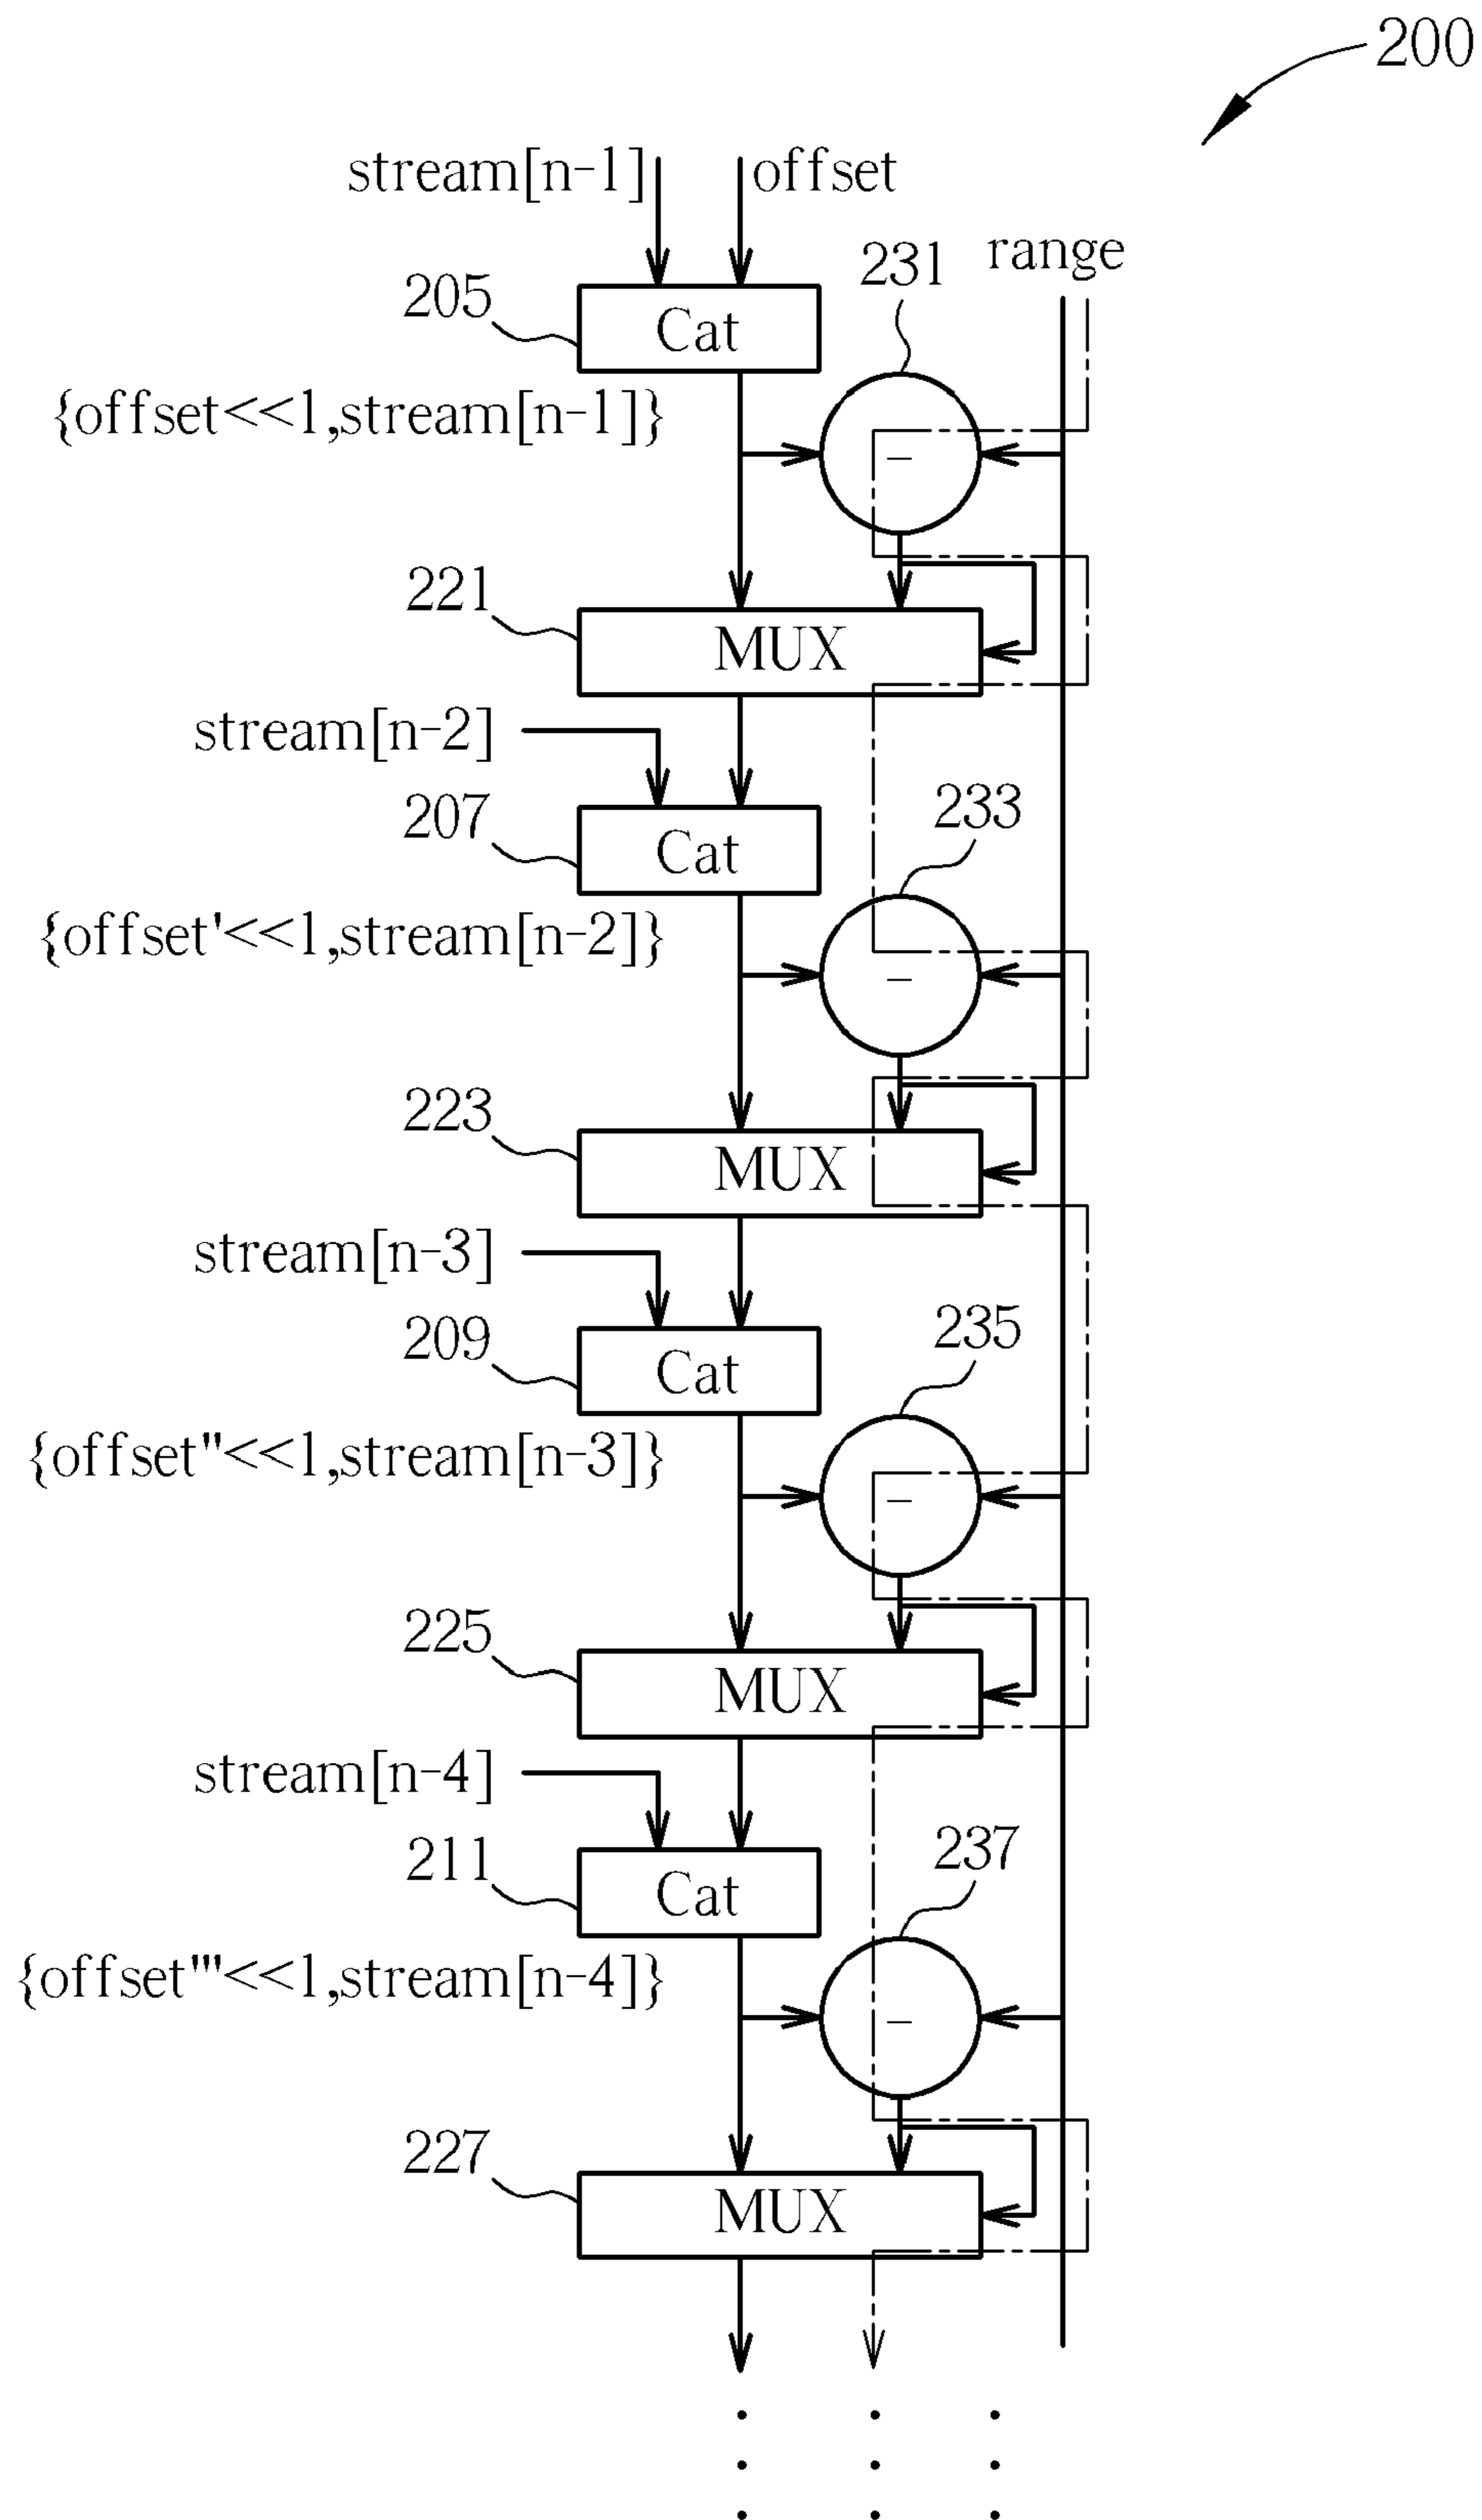 200
stream[n-1]
offset
231
range
205
Cat
{offset<<1,stream[n-1]}
−
221
MUX
stream[n-2]
207
Cat
233
{offset'<<1,stream[n-2]}
−
223
MUX
stream[n-3]
209
Cat
235
{offset''<<1,stream[n-3]}
−
225
MUX
stream[n-4]
211
Cat
237
{offset'''<<1,stream[n-4]}
−
227
MUX